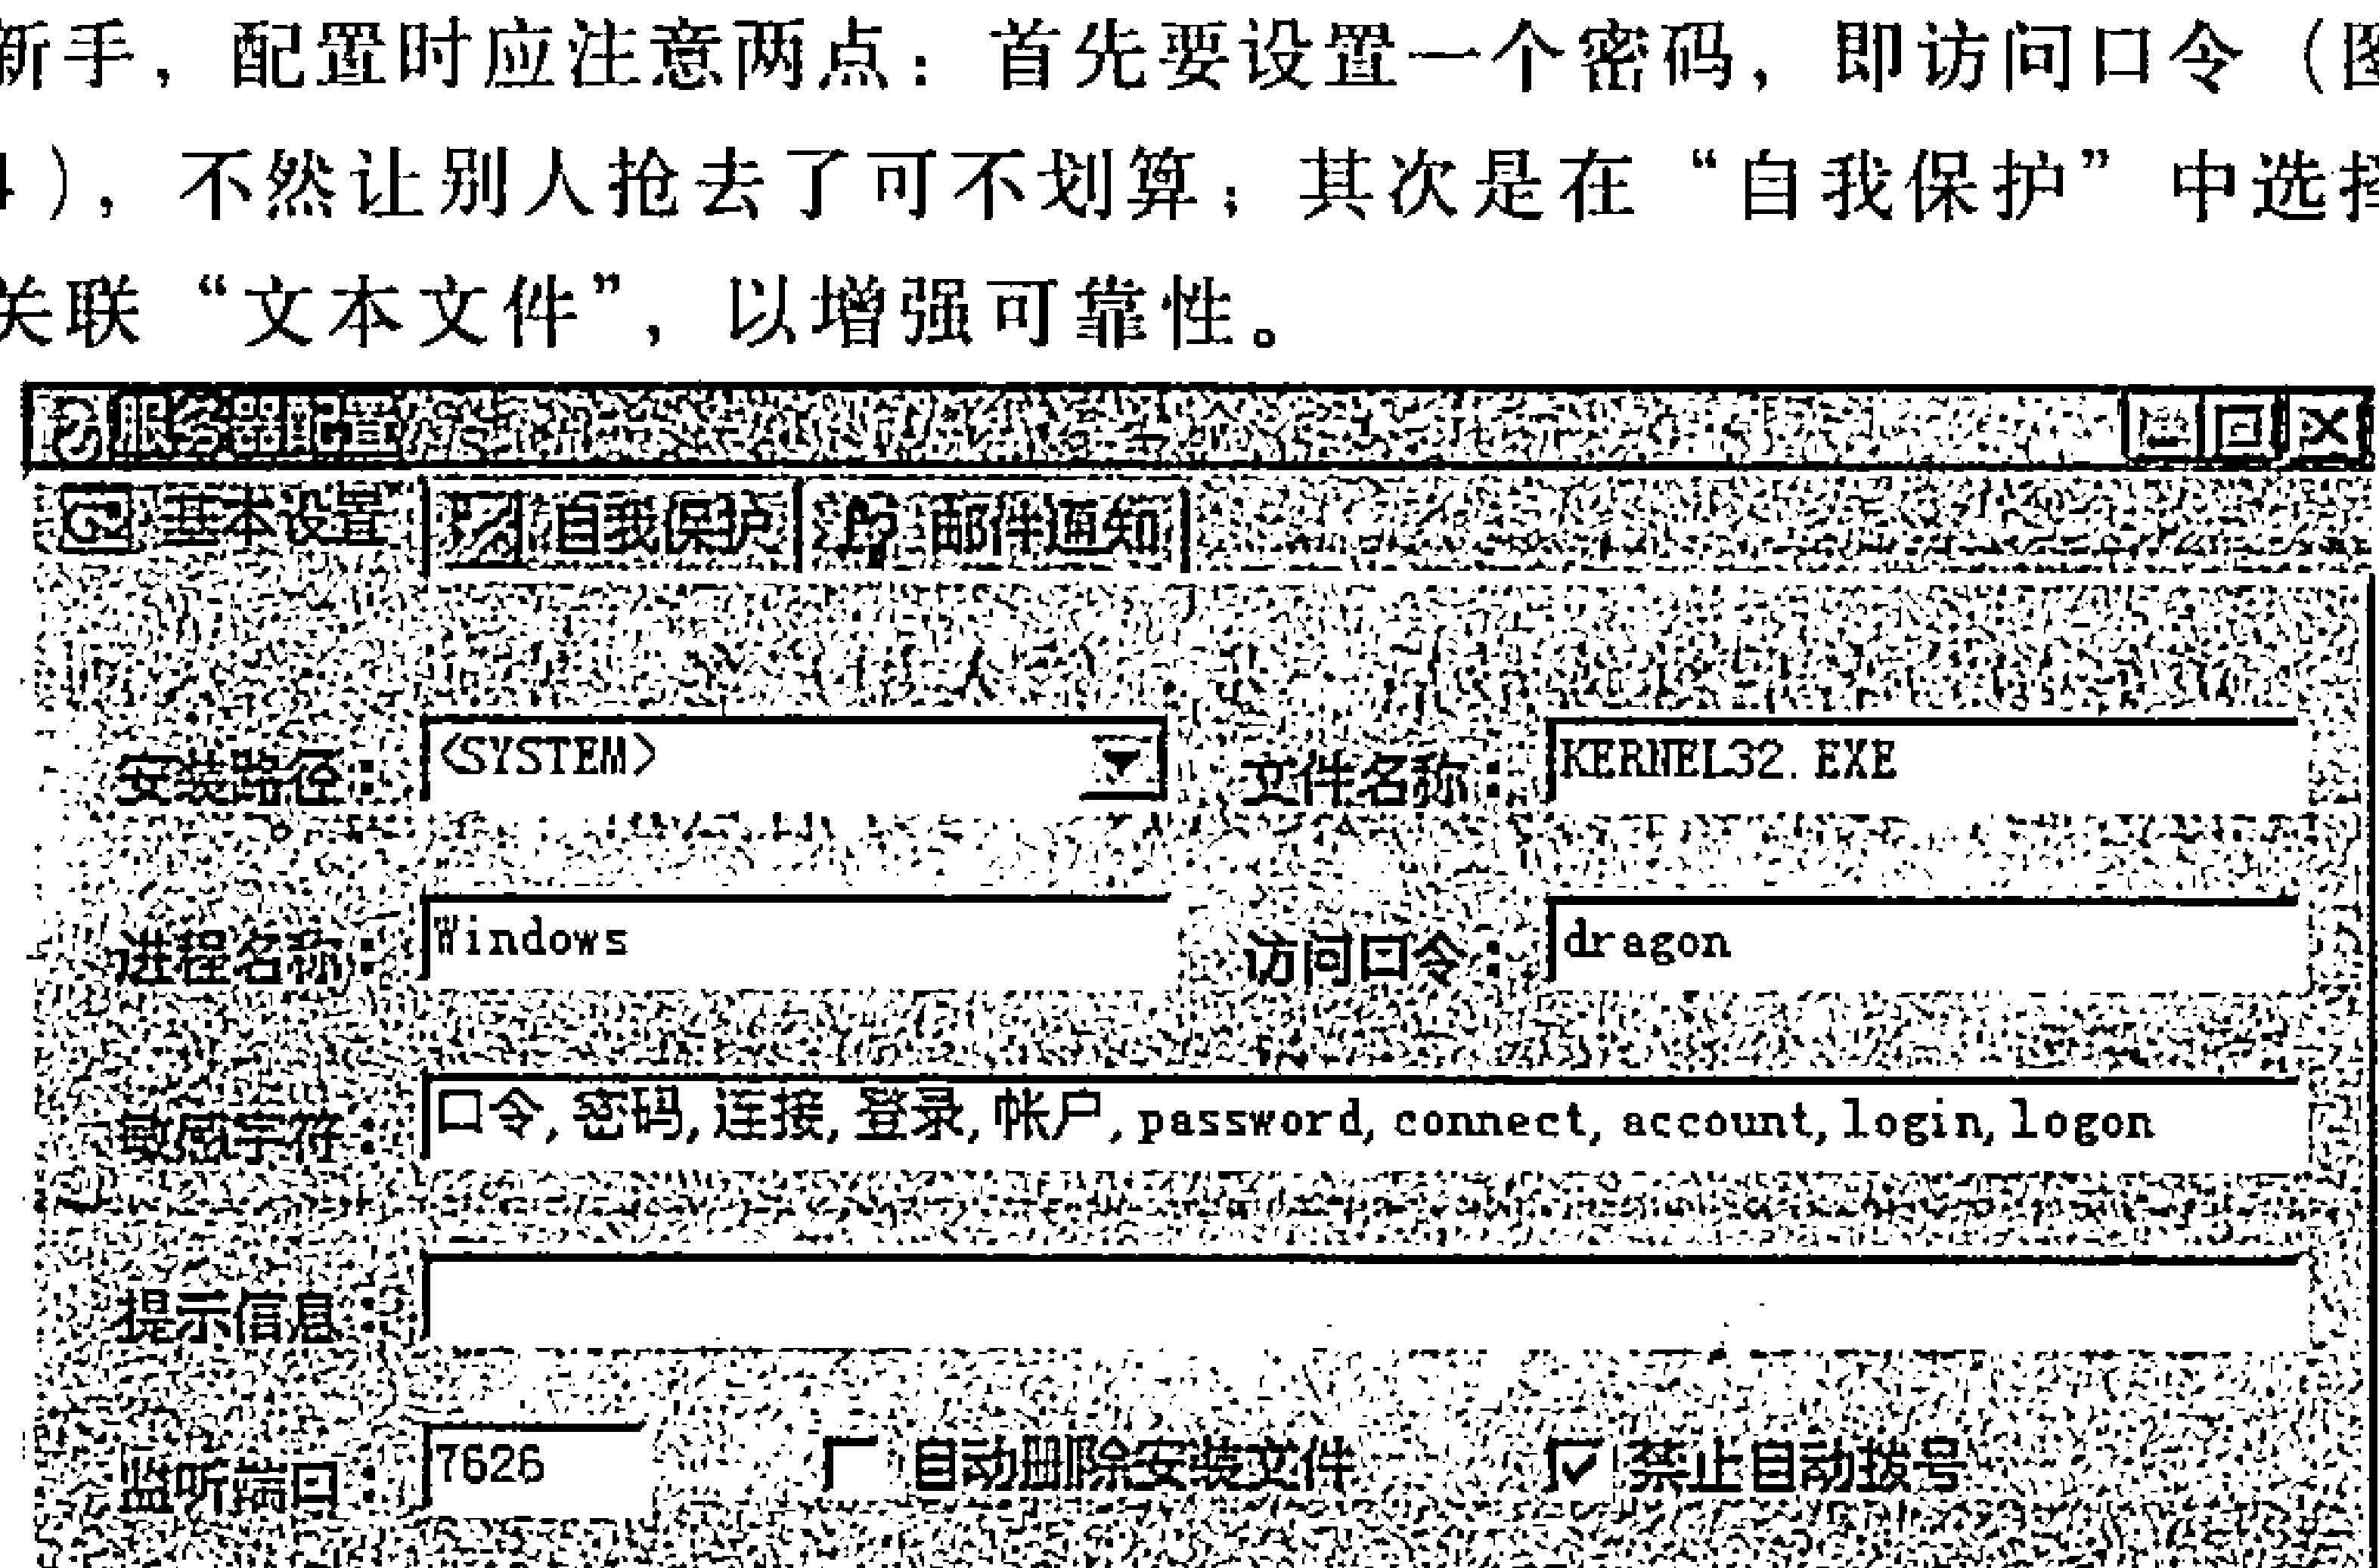 新手，配置时应注意两点：首先要设置一个密码，即访问口令（图
4），不然让别人抢去了可不划算；其次是在“自我保护”中选择
关联“文本文件”，以增强可靠性。
服务器配置
基本设置 自我保护 邮件通知
安装路径： <SYSTEM> 文件名称： KERNEL32.EXE
进程名称： Windows 访问口令： dragon
敏感字符： 口令,密码,连接,登录,帐户,password,connect,account,login,logon
提示信息：
监听端口： 7626 自动删除安装文件 禁止自动拨号